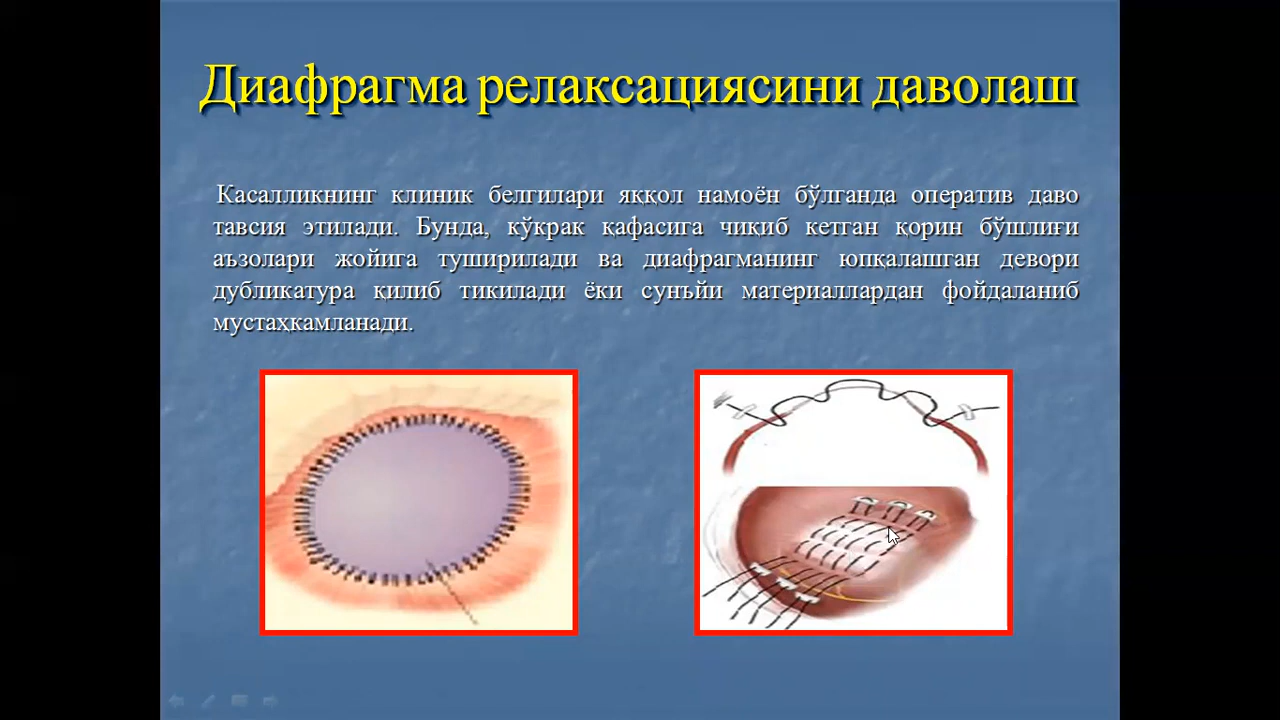 Диафрагма релаксациясини даволаш
Касалликнинг клиник белгилари яққол намоён бўлганда оператив даво
тавсия этилади. Бунда, кўкрак қафасига чиқиб кетган қорин бўшлиғи
аъзолари жойига туширилади ва диафрагманинг юпқалашган девори
дубликатура қилиб тикилади ёки сунъйи материаллардан фойдаланиб
мустаҳкамланади.